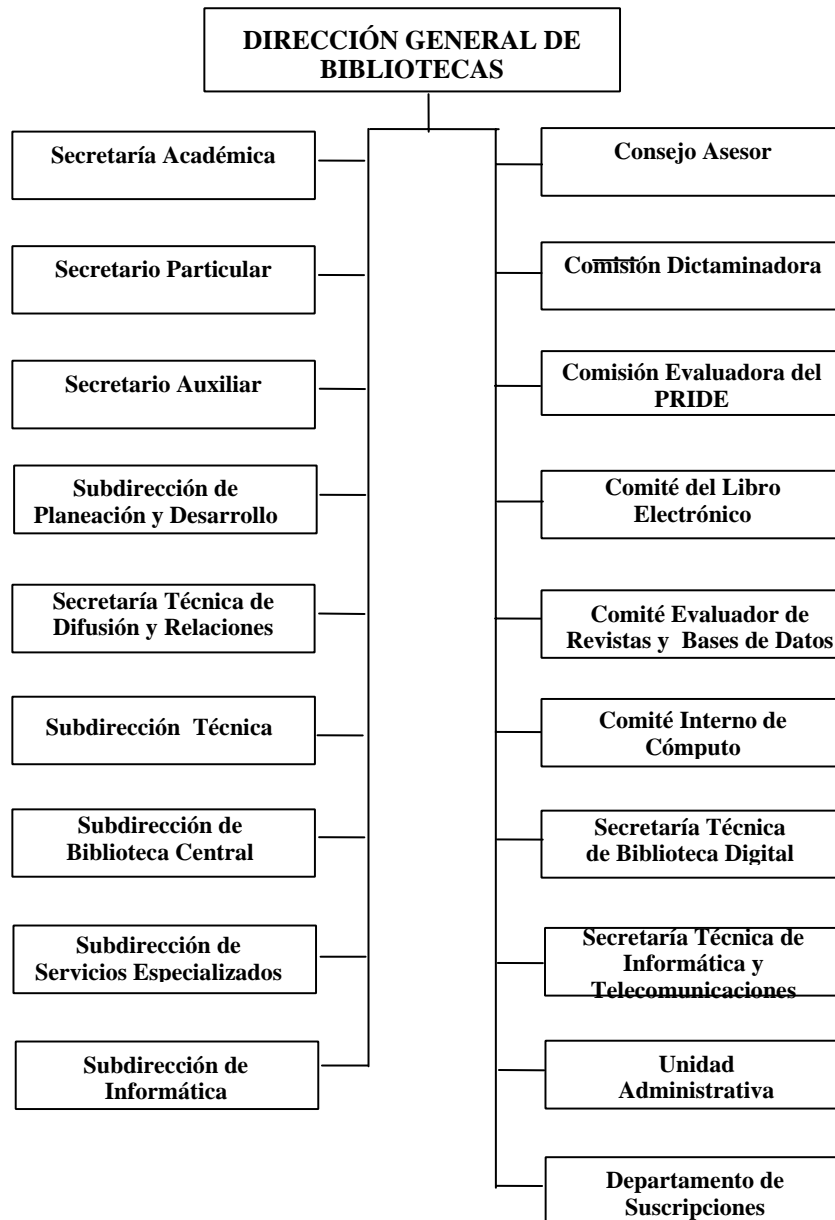 DIRECCIÓN GENERAL DE
BIBLIOTECAS
Secretaría Académica
Secretario Particular
Secretario Auxiliar
Subdirección de
Planeación y Desarrollo
Secretaría Técnica de
Difusión y Relaciones
Subdirección Técnica
Subdirección de
Biblioteca Central
Subdirección de
Servicios Especializados
Subdirección de
Informática
Consejo Asesor
Comisión Dictaminadora
Comisión Evaluadora del
PRIDE
Comité del Libro
Electrónico
Comité Evaluador de
Revistas y Bases de Datos
Comité Interno de
Cómputo
Secretaría Técnica
de Biblioteca Digital
Secretaría Técnica de
Informática y
Telecomunicaciones
Unidad
Administrativa
Departamento de
Suscripciones